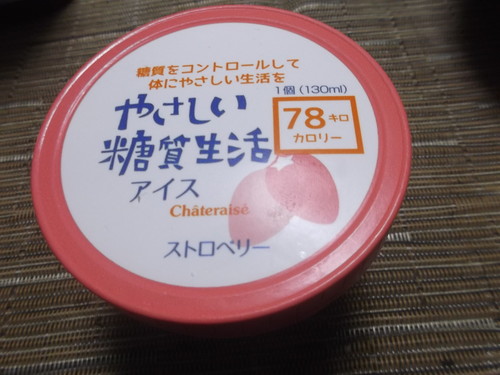 糖質をコントロールして
体にやさしい生活を
1個(130ml)
78キロ
カロリー
やさしい
糖質生活
アイス
Châteraisé
ストロベリー